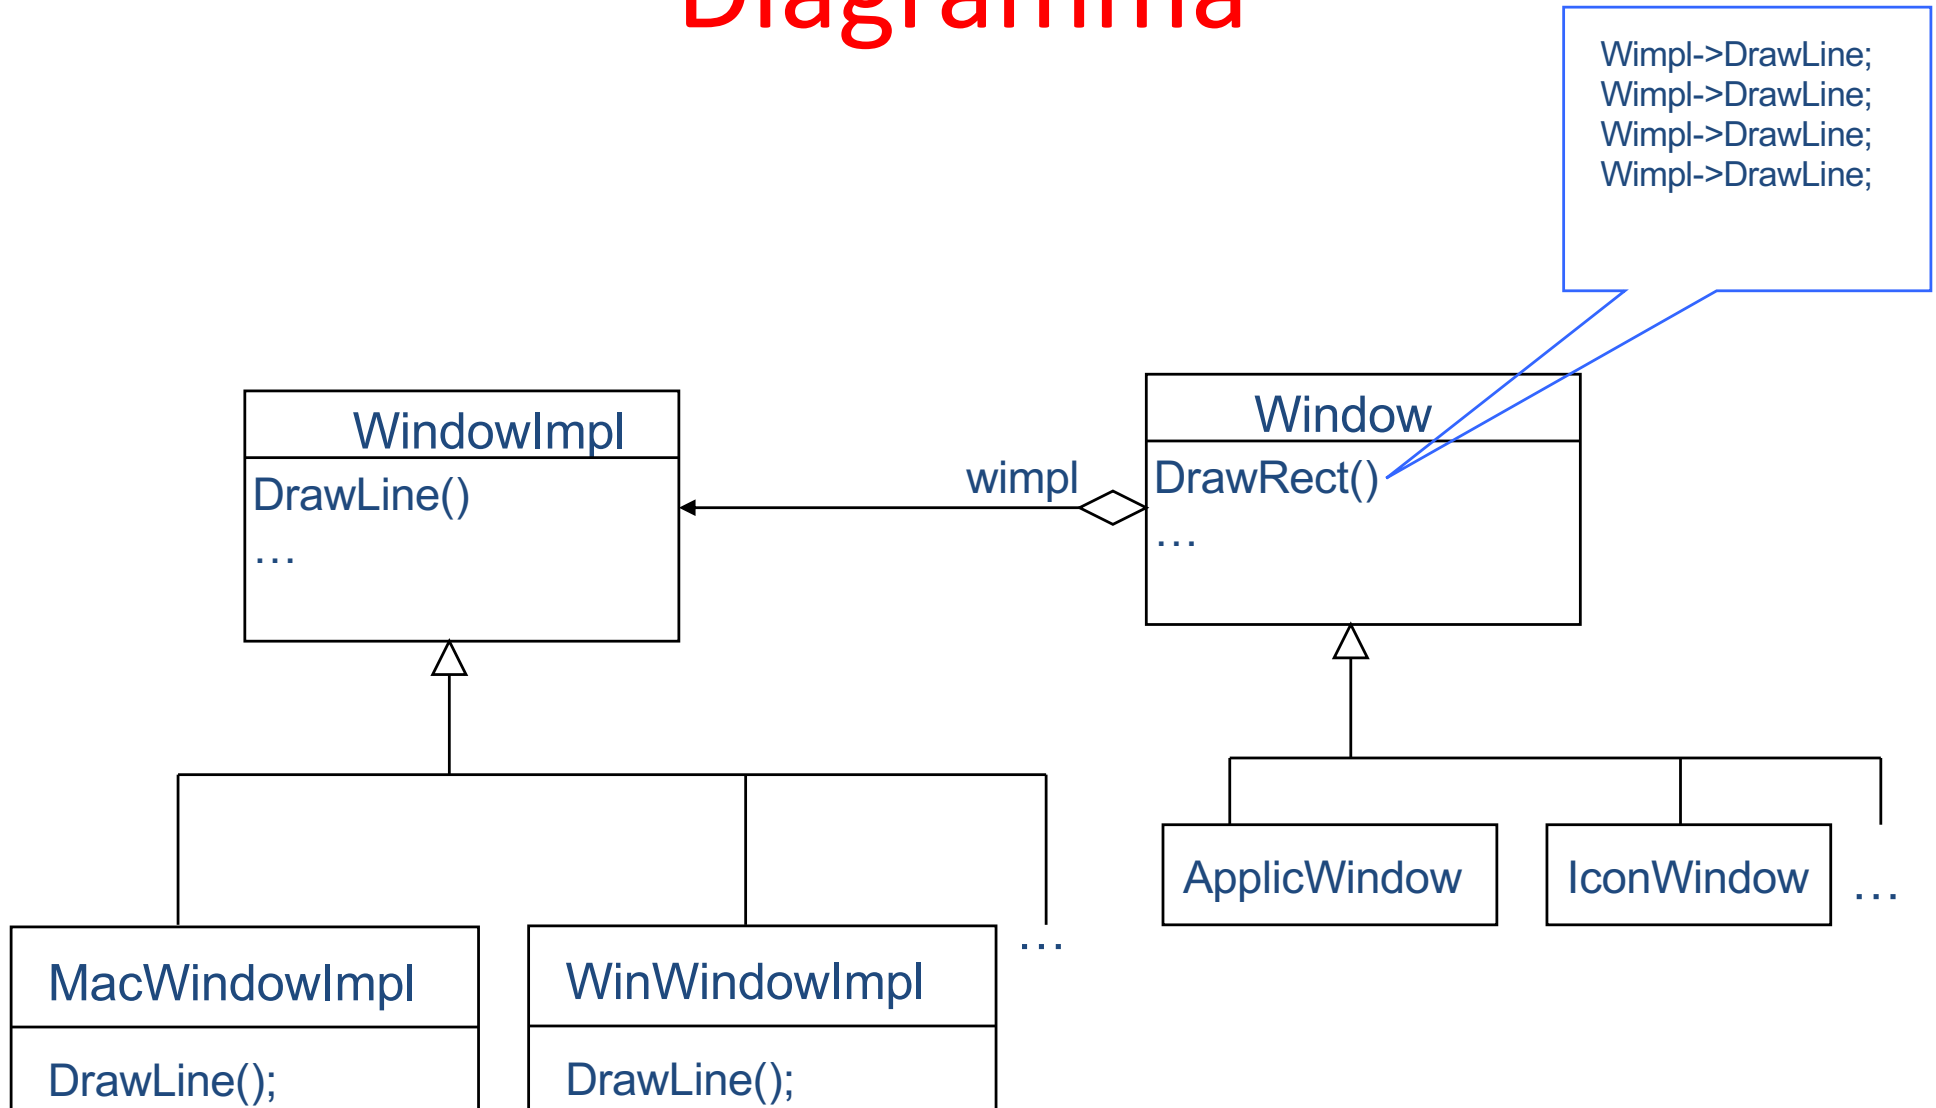 Diagramma
Wimpl->DrawLine;
Wimpl->DrawLine;
Wimpl->DrawLine;
Wimpl->DrawLine;
WindowImpl
DrawLine()
…
wimpl
Window
DrawRect()
…
ApplicWindow
IconWindow
…
MacWindowImpl
DrawLine();
WinWindowImpl
DrawLine();
…